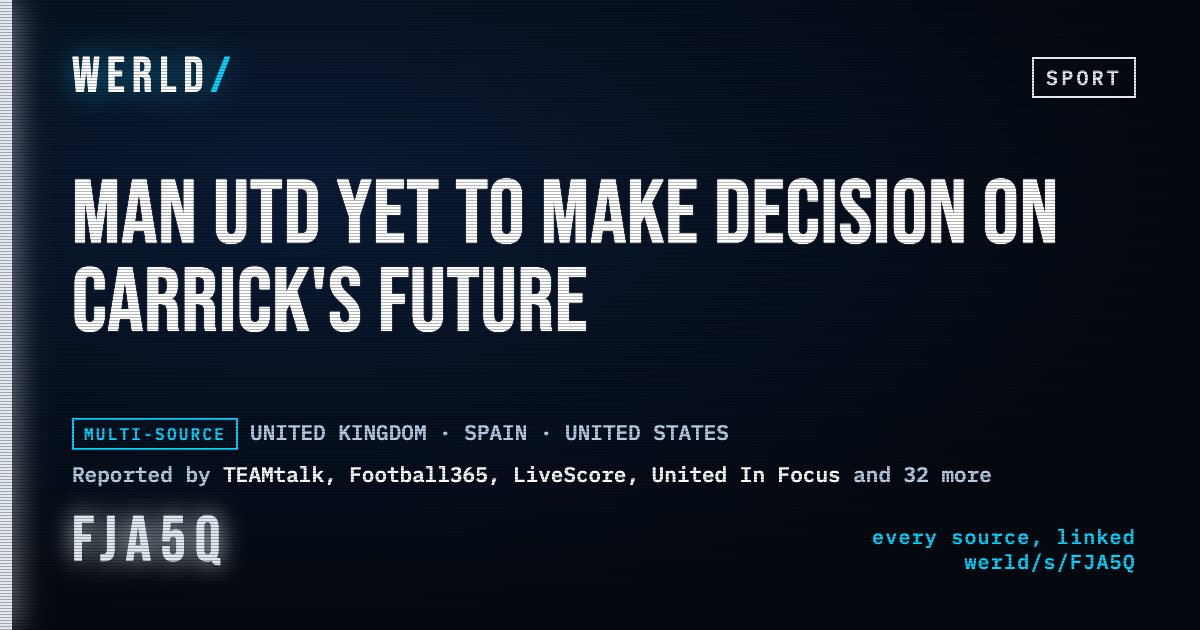 WERLD/
SPORT
MAN UTD YET TO MAKE DECISION ON
CARRICK'S FUTURE
MULTI-SOURCE UNITED KINGDOM · SPAIN · UNITED STATES
Reported by TEAMtalk, Football365, LiveScore, United In Focus and 32 more
FJA5Q
every source, linked
werld/s/FJA5Q